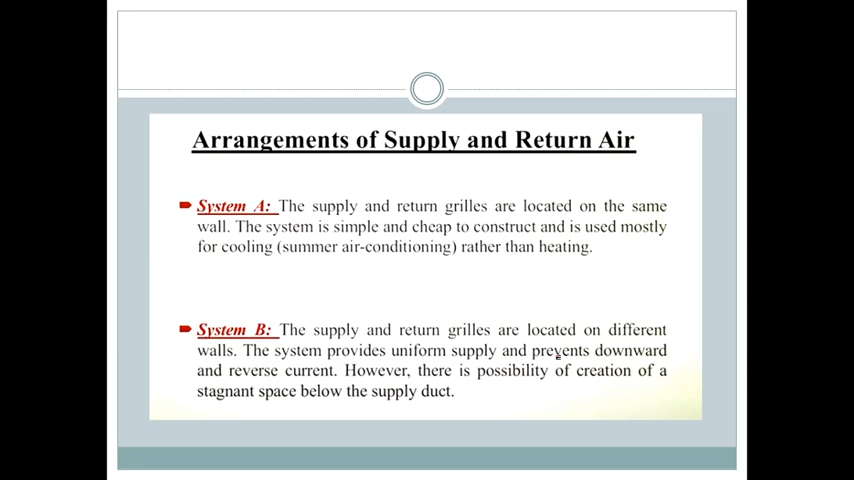 Arrangements of Supply and Return Air
System A: The supply and return grilles are located on the same
wall. The system is simple and cheap to construct and is used mostly
for cooling (summer air-conditioning) rather than heating.
System B: The supply and return grilles are located on different
walls. The system provides uniform supply and prevents downward
and reverse current. However, there is possibility of creation of a
stagnant space below the supply duct.